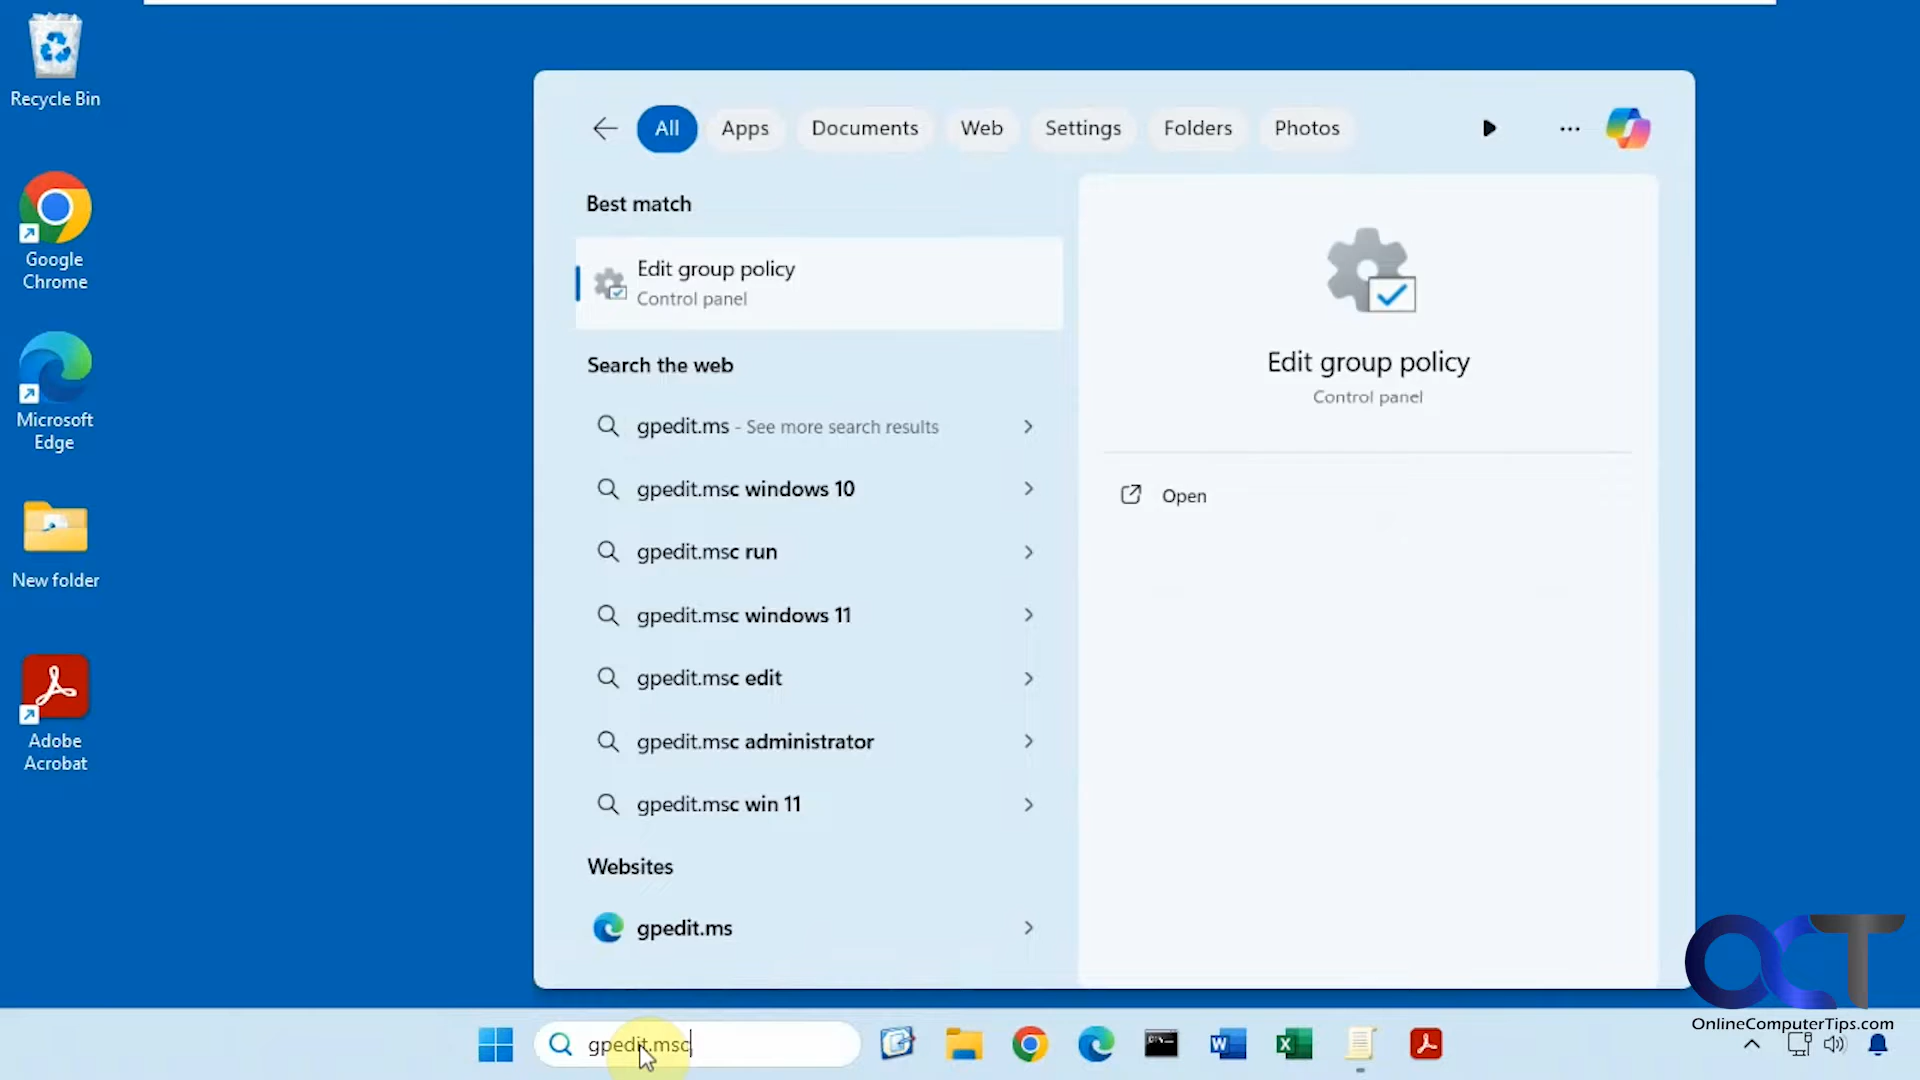 Recycle Bin
Google
Chrome
Microsoft
Edge
New folder
Adobe
Acrobat
All
Apps
Documents
Web
Settings
Folders
Photos
Best match
Edit group policy
Control panel
Search the web
gpedit.ms - See more search results
gpedit.msc windows 10
gpedit.msc run
gpedit.msc windows 11
gpedit.msc edit
gpedit.msc administrator
gpedit.msc win 11
Websites
gpedit.ms
Edit group policy
Control panel
Open
OCT
OnlineComputerTips.com
gpedit.msc